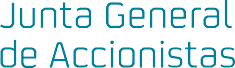 Junta General
de Accionistas